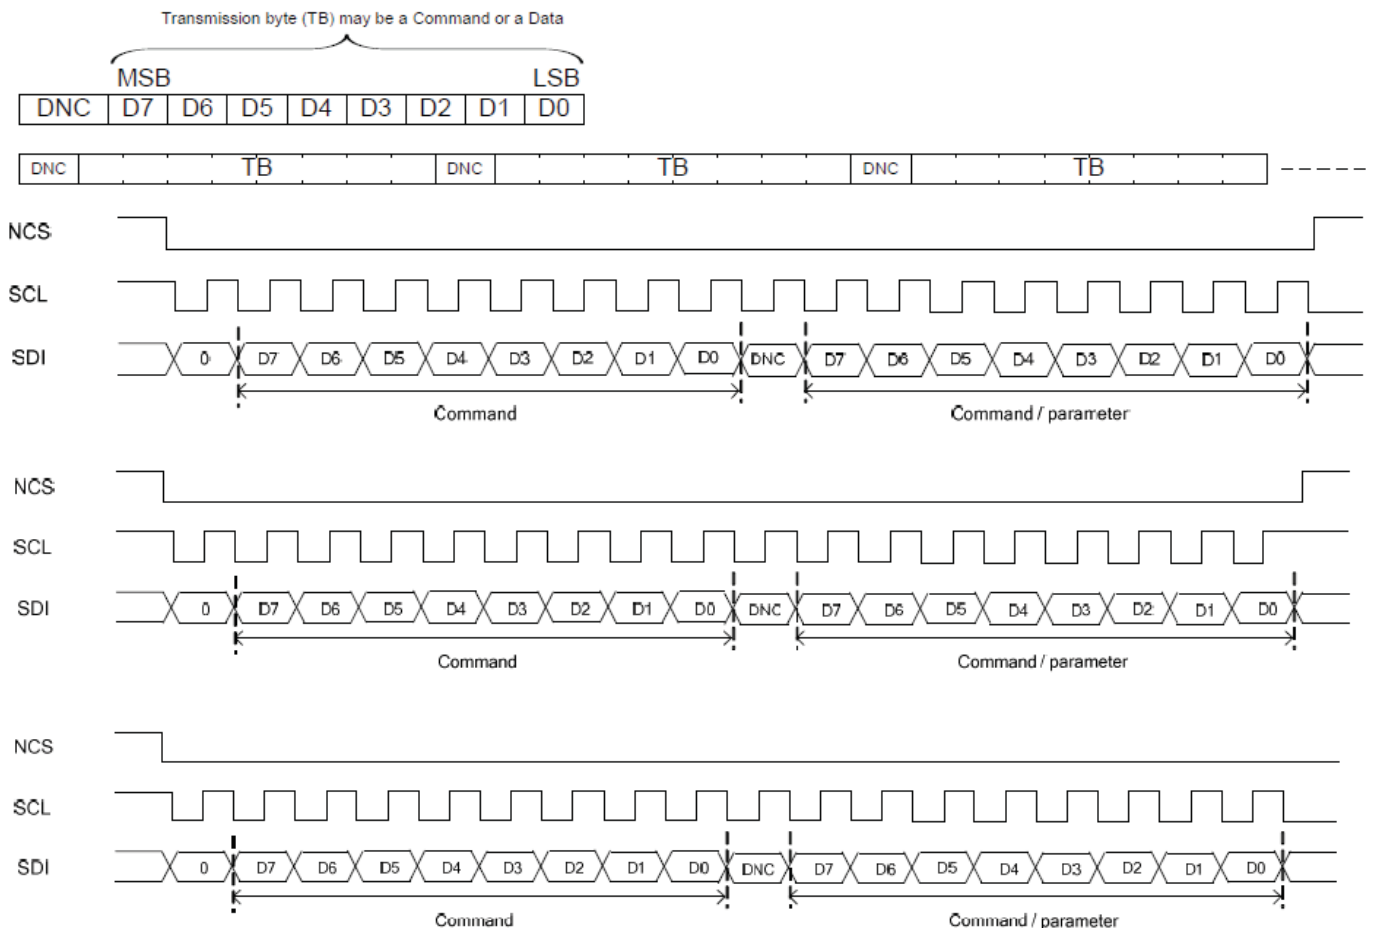 Transmission byte (TB) may be a Command or a Data
MSB LSB
DNC D7 D6 D5 D4 D3 D2 D1 D0
DNC TB DNC TB DNC TB
NCS
SCL
SDI 0 D7 D6 D5 D4 D3 D2 D1 D0 DNC D7 D6 D5 D4 D3 D2 D1 D0
Command Command / parameter
NCS
SCL
SDI 0 D7 D6 D5 D4 D3 D2 D1 D0 DNC D7 D6 D5 D4 D3 D2 D1 D0
Command Command / parameter
NCS
SCL
SDI 0 D7 D6 D5 D4 D3 D2 D1 D0 DNC D7 D6 D5 D4 D3 D2 D1 D0
Command Command / parameter